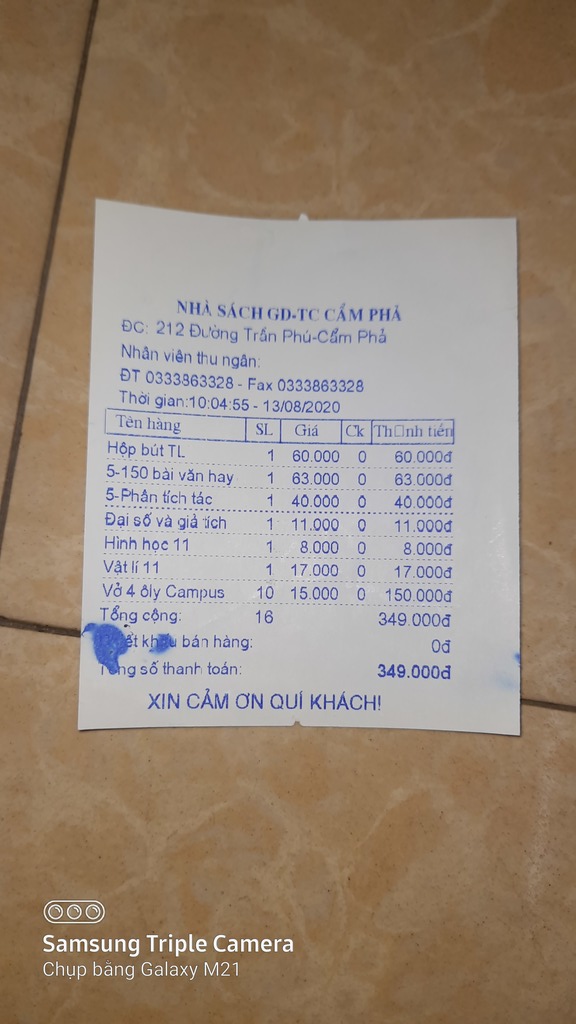 NHÀ SÁCH GD-TC CẨM PHẢ
ĐC: 212 Đường Trần Phú-Cẩm Phả
Nhân viên thu ngân:
ĐT 0333863328 - Fax 0333863328
Thời gian:10:04:55 - 13/08/2020
Tên hàng SL Giá Ck Th□nh tiền
Hộp bút TL 1 60.000 0 60.000đ
5-150 bài văn hay 1 63.000 0 63.000đ
5-Phân tích tác 1 40.000 0 40.000đ
Đại số và giả tích 1 11.000 0 11.000đ
Hình học 11 1 8.000 0 8.000đ
Vật lí 11 1 17.000 0 17.000đ
Vở 4 ôly Campus 10 15.000 0 150.000đ
Tổng cộng: 16 349.000đ
khấu bán hàng: 0đ
Tổng số thanh toán: 349.000đ
XIN CẢM ƠN QUÍ KHÁCH!
Samsung Triple Camera
Chụp bằng Galaxy M21